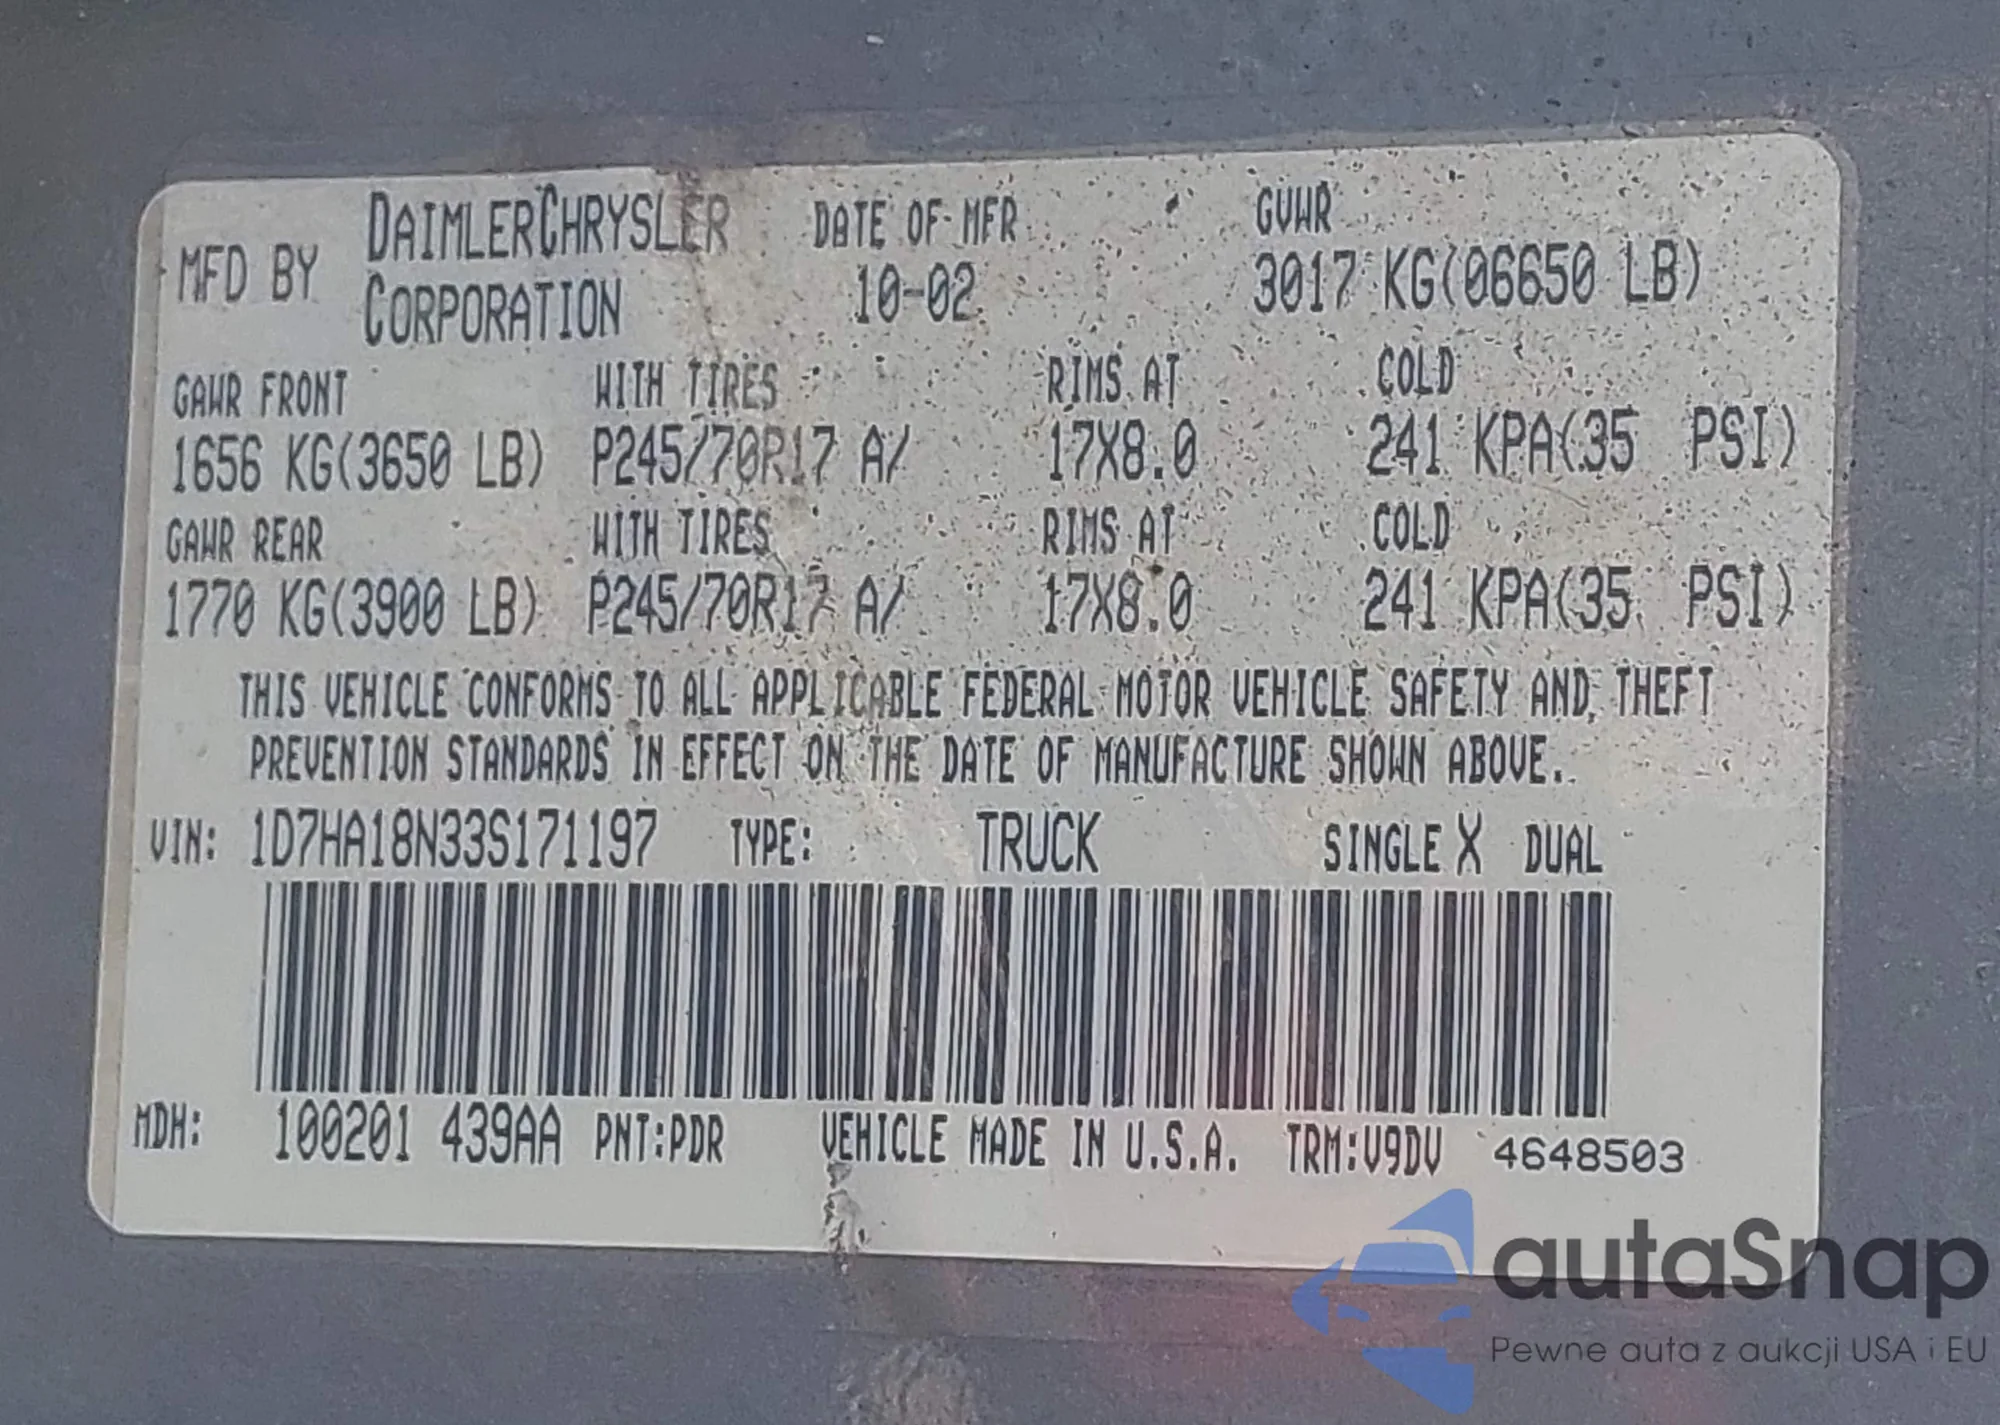 MFD BY DAIMLERCHRYSLER CORPORATION DATE OF MFR 10-02 GVWR 3017 KG(06650 LB)
GAWR FRONT WITH TIRES RIMS AT COLD
1656 KG(3650 LB) P245/70R17 A/ 17X8.0 241 KPA(35 PSI)
GAWR REAR WITH TIRES RIMS AT COLD
1770 KG(3900 LB) P245/70R17 A/ 17X8.0 241 KPA(35 PSI)
THIS VEHICLE CONFORMS TO ALL APPLICABLE FEDERAL MOTOR VEHICLE SAFETY AND THEFT
PREVENTION STANDARDS IN EFFECT ON THE DATE OF MANUFACTURE SHOWN ABOVE.
VIN: 1D7HA18N33S171197 TYPE: TRUCK SINGLE X DUAL
MDH: 100201 439AA PNT:PDR VEHICLE MADE IN U.S.A. TRM:V9DV 4648503
autaSnap
Pewne auta z aukcji USA i EU